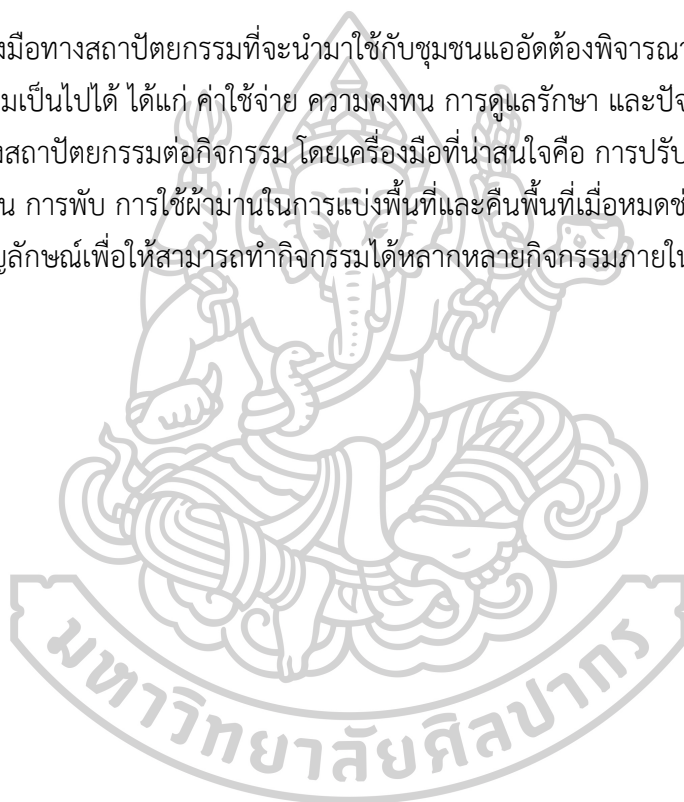 งมือทางสถาปัตยกรรมที่จะนำมาใช้กับชุมชนแออัดต้องพิจารณา
มเป็นไปได้ ได้แก่ ค่าใช้จ่าย ความคงทน การดูแลรักษา และปัจ
งสถาปัตยกรรมต่อกิจกรรม โดยเครื่องมือที่น่าสนใจคือ การปรับ
น การพับ การใช้ผ้าม่านในการแบ่งพื้นที่และคืนพื้นที่เมื่อหมดช่
ญลักษณ์เพื่อให้สามารถทำกิจกรรมได้หลากหลายกิจกรรมภายใน
มหาวิทยาลัยศิลปากร